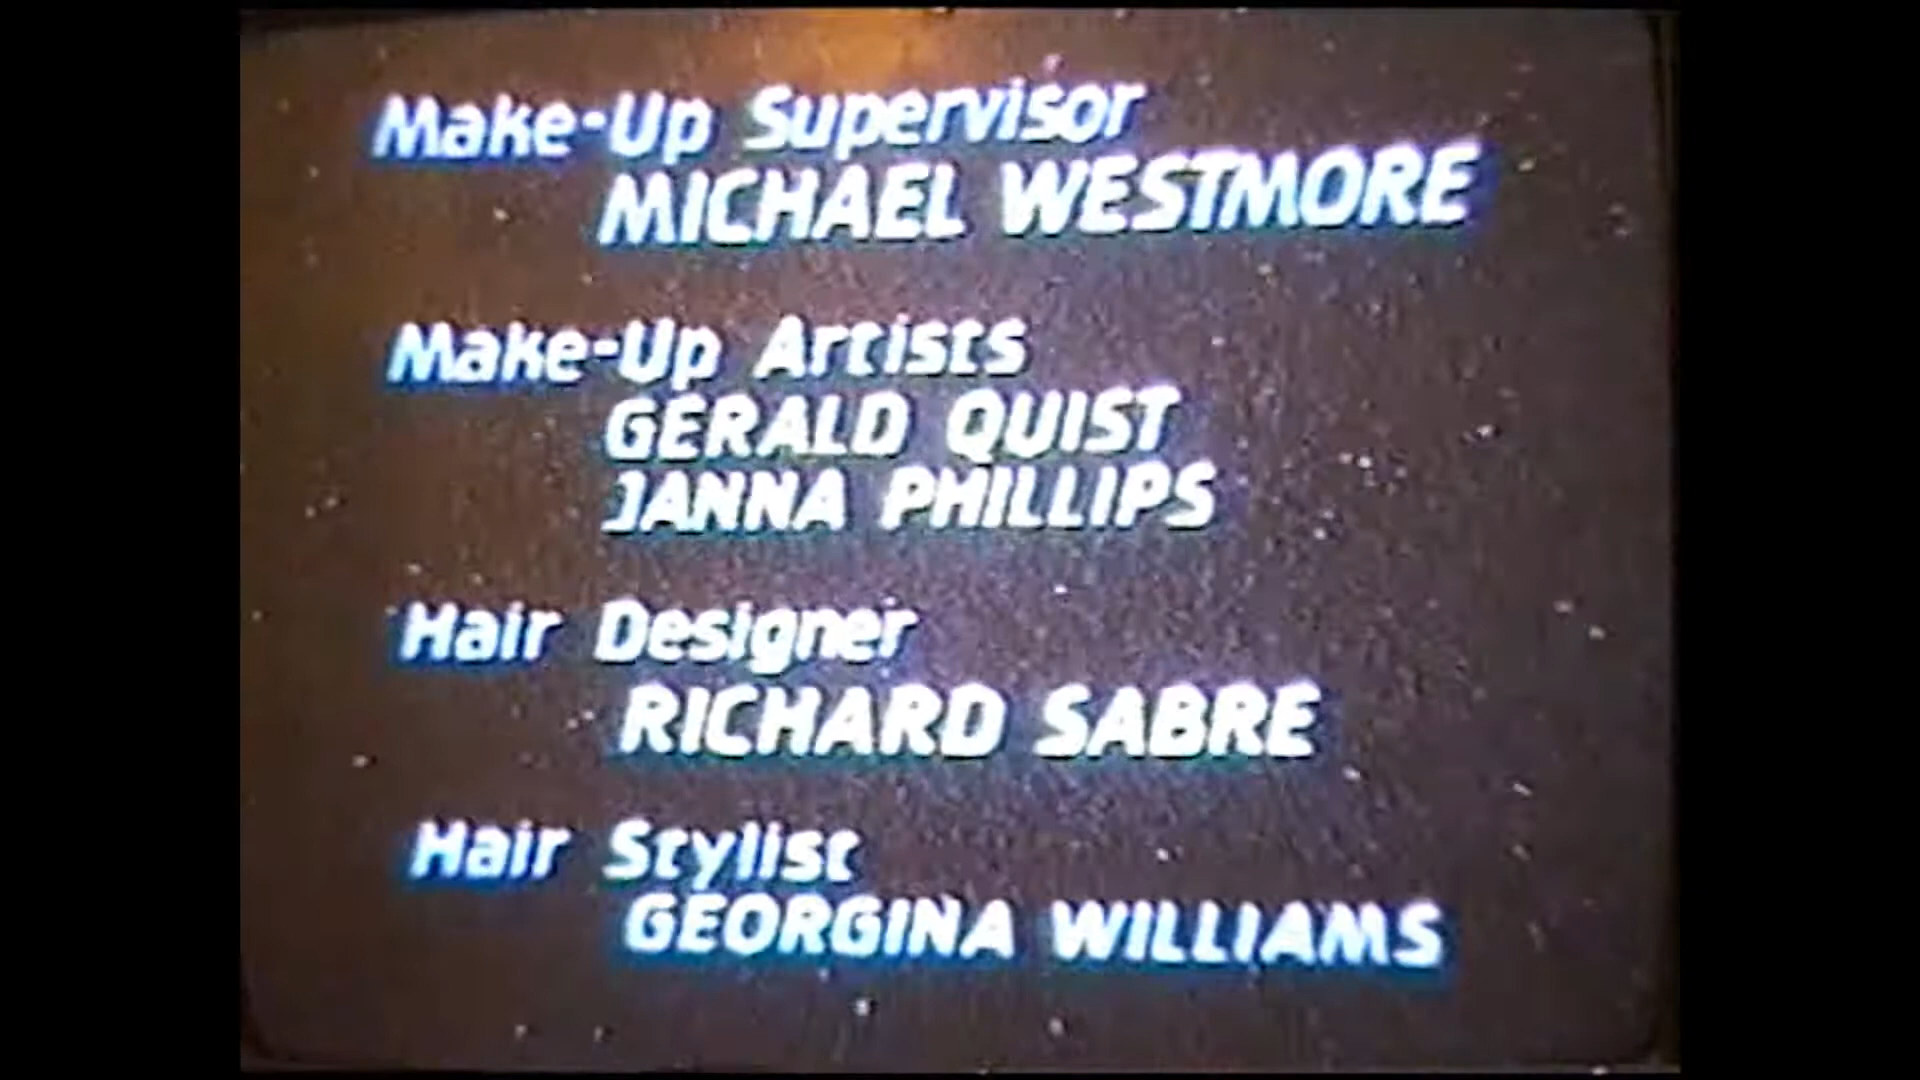 Make-Up Supervisor
MICHAEL WESTMORE
Make-Up Artists
GERALD QUIST
JANNA PHILLIPS
Hair Designer
RICHARD SABRE
Hair Stylist
GEORGINA WILLIAMS